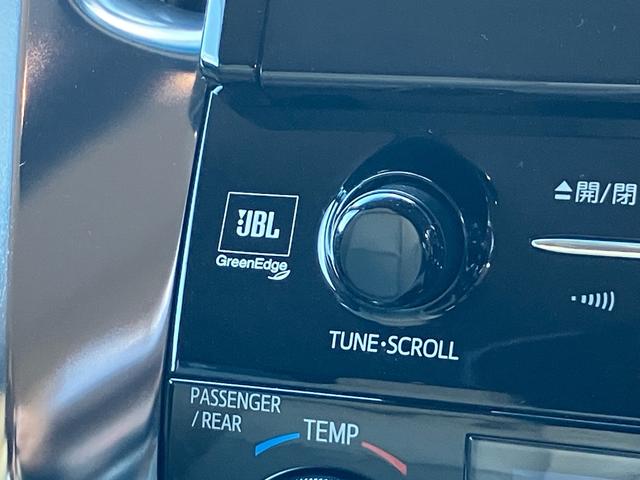 JBL
GreenEdge
TUNE•SCROLL
開/閉
PASSENGER
/REAR
TEMP